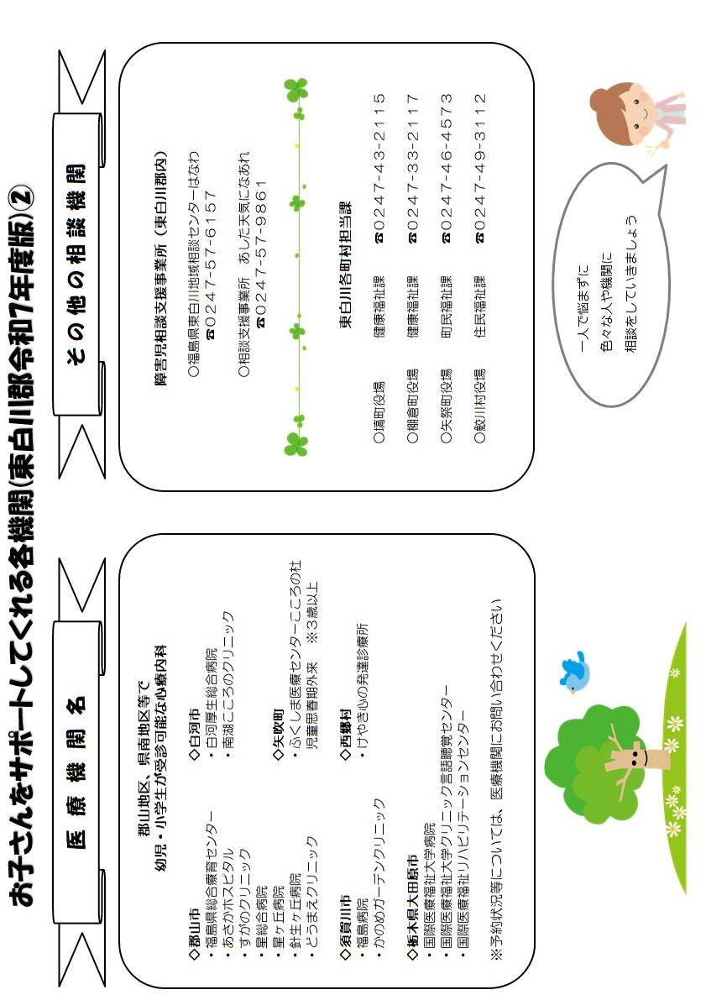 お子さんをサポートしてくれる各機関(東白川郡令和7年度版)②
医療機関名
郡山地区、県南地区等で
幼児・小学生が受診可能な心療内科
◇郡山市
・福島県総合療育センター
・あさかホスピタル
・すがのクリニック
・星総合病院
・星ヶ丘病院
・針生ヶ丘病院
・どうまえクリニック
◇須賀川市
・福島病院
・かのめガーデンクリニック
◇栃木県大田原市
・国際医療福祉大学病院
・国際医療福祉大学クリニック言語聴覚センター
・国際医療福祉リハビリテーションセンター
◇白河市
・白河厚生総合病院
・南湖こころのクリニック
◇矢吹町
・ふくしま医療センターこころの杜
児童思春期外来　※3歳以上
◇西郷村
・けやき心の発達診療所
※予約状況等については、医療機関にお問い合わせください
その他の相談機関
障害児相談支援事業所（東白川郡内）
○福島県東白川地域相談センターはなわ
☎0247-57-6157
○相談支援事業所　あした天気になあれ
☎0247-57-9861
東白川各町村担当課
○塙町役場　健康福祉課　☎0247-43-2115
○棚倉町役場　健康福祉課　☎0247-33-2117
○矢祭町役場　町民福祉課　☎0247-46-4573
○鮫川村役場　住民福祉課　☎0247-49-3112
一人で悩まずに
色々な人や機関に
相談をしていきましょう